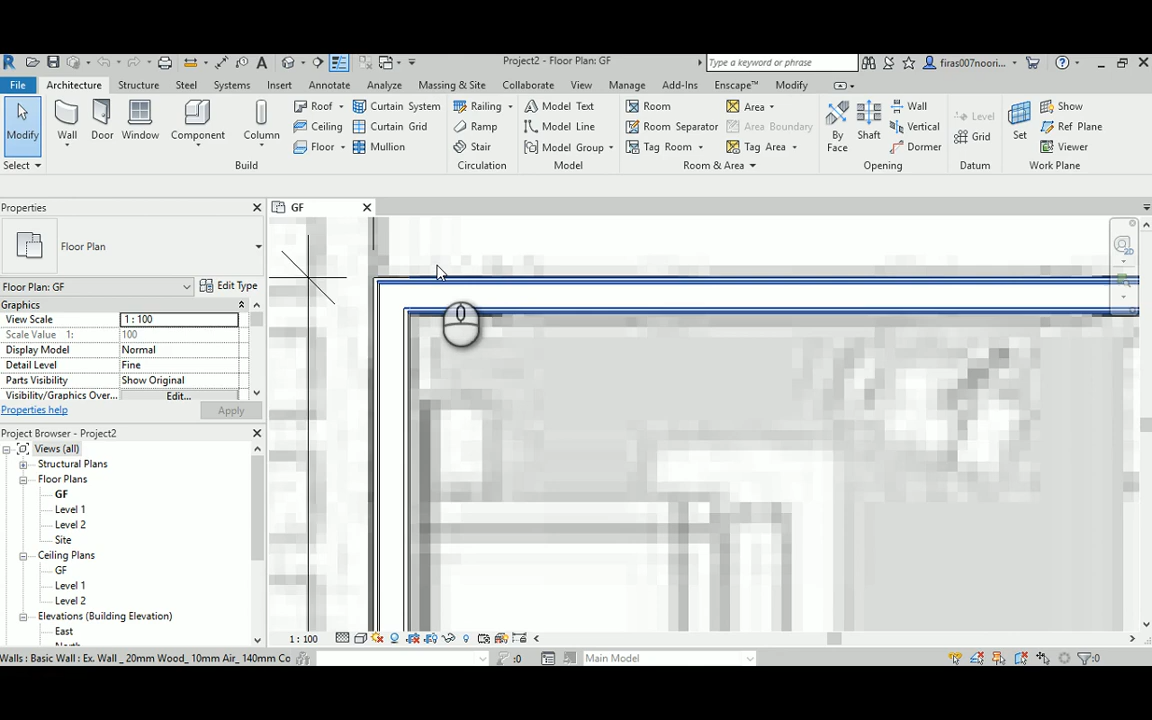 Project2 - Floor Plan: GF
Type a keyword or phrase
firas007noori...
File Architecture Structure Steel Systems Insert Annotate Analyze Massing & Site Collaborate View Manage Add-Ins Enscape™ Modify
Modify
Wall
Door
Window
Component
Column
Roof
Ceiling
Floor
Curtain System
Curtain Grid
Mullion
Railing
Ramp
Stair
Model Text
Model Line
Model Group
Room
Room Separator
Tag Room
Area
Area Boundary
Tag Area
By Face
Shaft
Wall
Vertical
Dormer
Level
Grid
Set
Show
Ref Plane
Viewer
Select
Build
Circulation
Model
Room & Area
Opening
Datum
Work Plane
Properties
GF
Floor Plan
Floor Plan: GF
Edit Type
Graphics
View Scale 1 : 100
Scale Value 1: 100
Display Model Normal
Detail Level Fine
Parts Visibility Show Original
Visibility/Graphics Over... Edit...
Properties help
Apply
Project Browser - Project2
Views (all)
Structural Plans
Floor Plans
GF
Level 1
Level 2
Site
Ceiling Plans
GF
Level 1
Level 2
Elevations (Building Elevation)
East
2D
1 : 100
Walls : Basic Wall : Ex. Wall _ 20mm Wood_ 10mm Air_ 140mm Co
:0
Main Model
:0